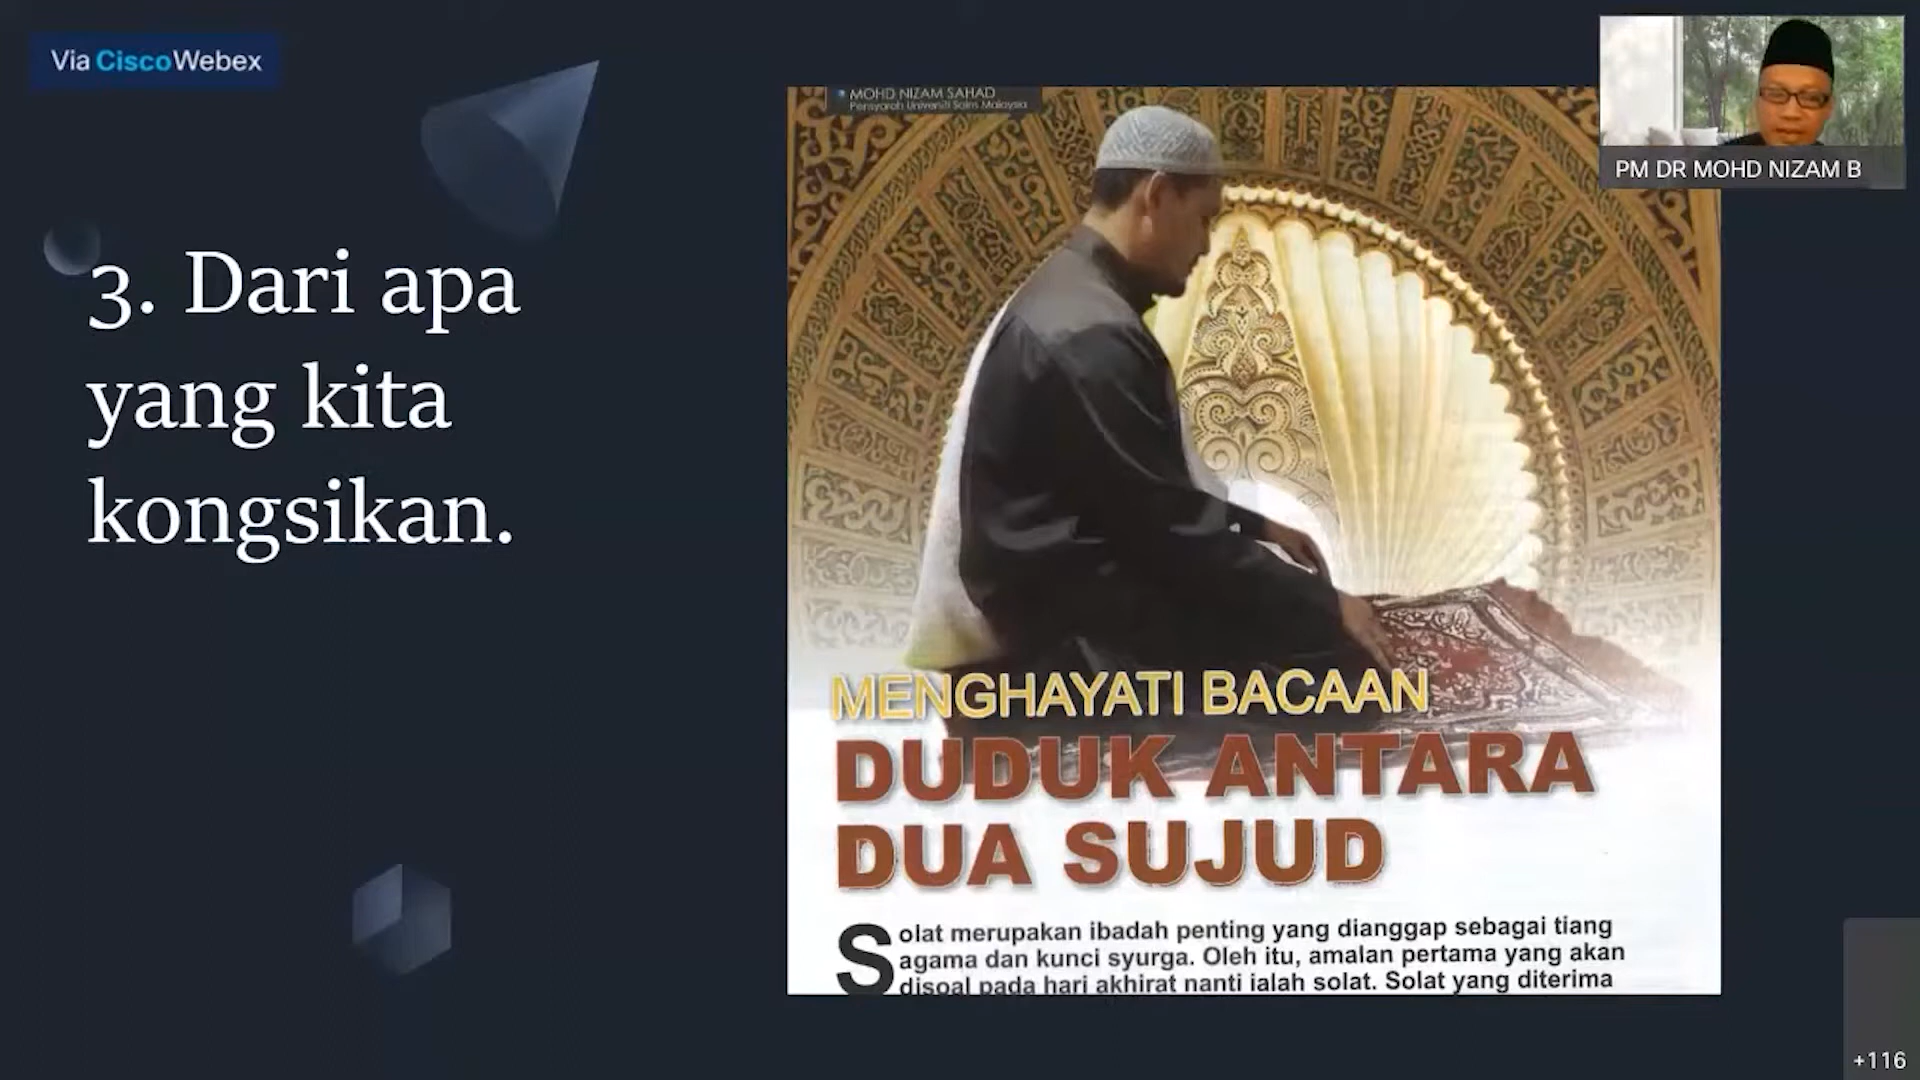 Via CiscoWebex
3. Dari apa
yang kita
kongsikan.
MOHD NIZAM SAHAD
Pensyarah Universiti Sains Malaysia
MENGHAYATI BACAAN
DUDUK ANTARA
DUA SUJUD
Solat merupakan ibadah penting yang dianggap sebagai tiang
agama dan kunci syurga. Oleh itu, amalan pertama yang akan
disoal pada hari akhirat nanti ialah solat. Solat yang diterima
PM DR MOHD NIZAM B
+116